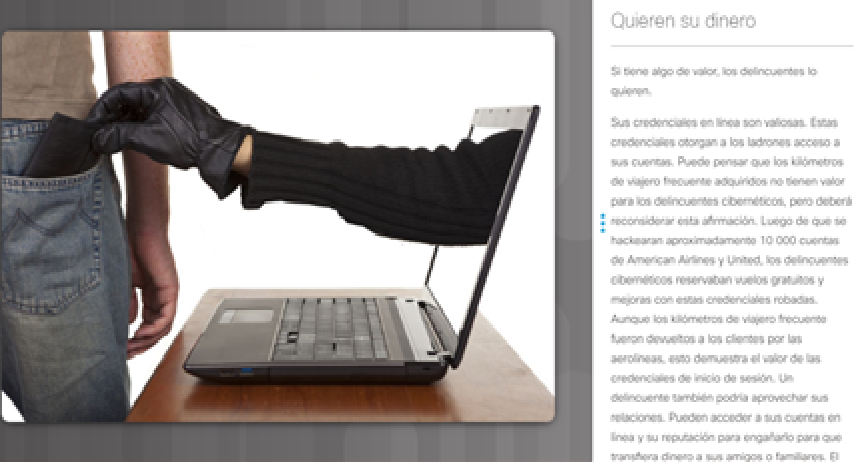 Quieren su dinero
Si tiene algo de valor, los delincuentes lo
quieren.
Sus credenciales en línea son valiosas. Estas
credenciales otorgan a los ladrones acceso a
sus cuentas. Puede pensar que los kilómetros
de viajero frecuente adquiridos no tienen valor
para los delincuentes cibernéticos, pero deberá
reconsiderar esta afirmación. Luego de que se
hackearan aproximadamente 10 000 cuentas
de American Airlines y United, los delincuentes
cibernéticos reservaban vuelos gratuitos y
mejoras con estas credenciales robadas.
Aunque los kilómetros de viajero frecuente
fueron devueltos a los clientes por las
aerolíneas, esto demuestra el valor de las
credenciales de inicio de sesión. Un
delincuente también podría aprovechar sus
relaciones. Pueden acceder a sus cuentas en
línea y su reputación para engañarlo para que
transfiera dinero a sus amigos o familiares. El